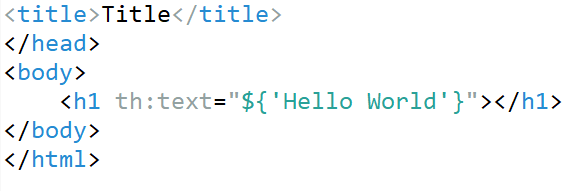 <title>Title</title>
</head>
<body>
    <h1 th:text="${'Hello World'}"></h1>
</body>
</html>